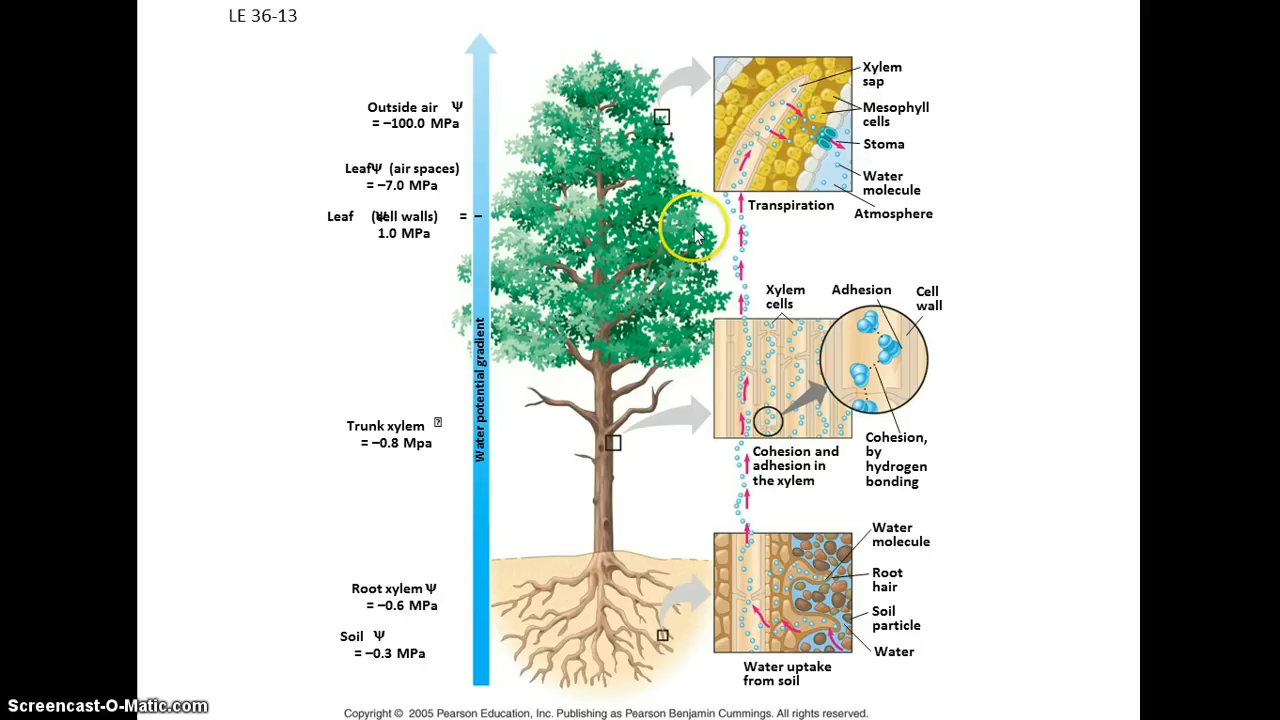 LE 36-13
Outside air Ψ
= –100.0 MPa
LeafΨ (air spaces)
= –7.0 MPa
Leaf Ψ (cell walls) = –
1.0 MPa
Water potential gradient
Trunk xylem
= –0.8 Mpa
Root xylem Ψ
= –0.6 MPa
Soil Ψ
= –0.3 MPa
Xylem
sap
Mesophyll
cells
Stoma
Water
molecule
Atmosphere
Transpiration
Xylem
cells
Adhesion
Cell
wall
Cohesion and
adhesion in
the xylem
Cohesion,
by
hydrogen
bonding
Water
molecule
Root
hair
Soil
particle
Water
Water uptake
from soil
Screencast-O-Matic.com
Copyright © 2005 Pearson Education, Inc. Publishing as Pearson Benjamin Cummings. All rights reserved.